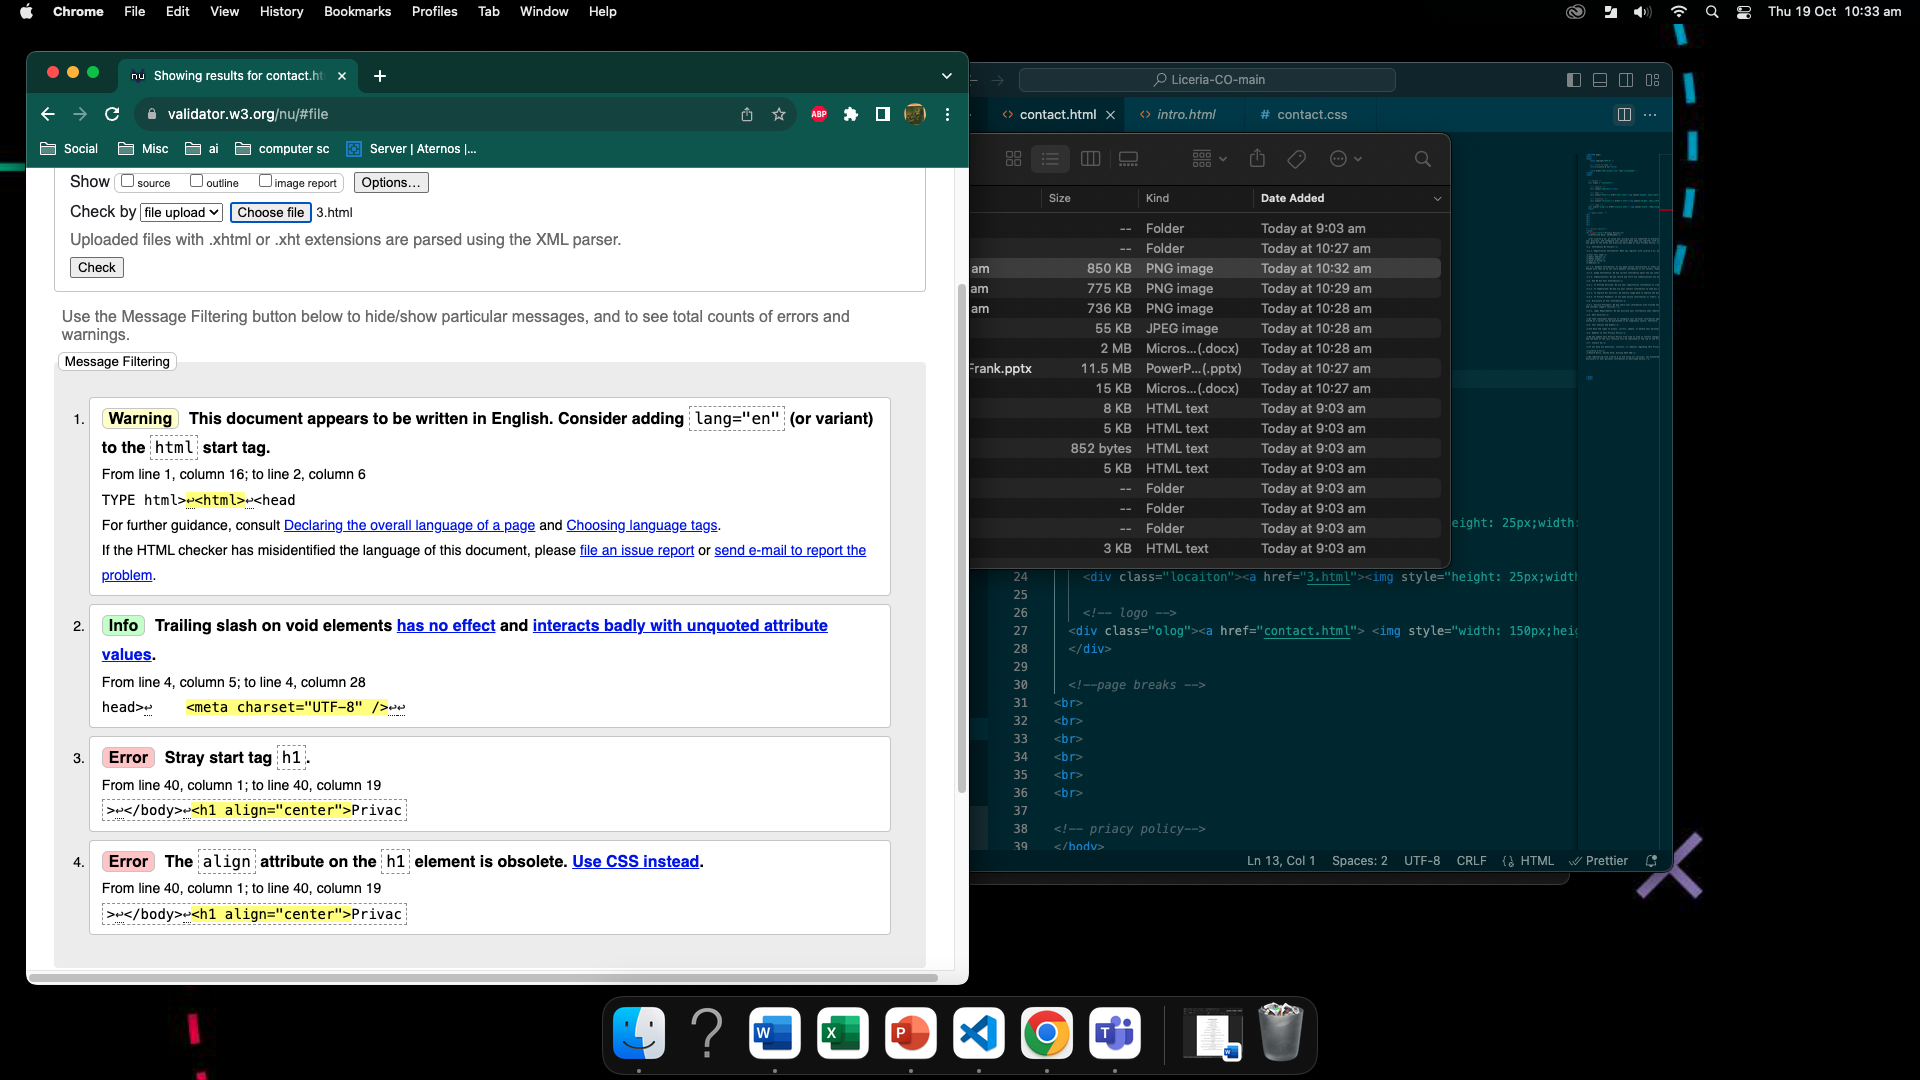 Chrome File Edit View History Bookmarks Profiles Tab Window Help
Thu 19 Oct 10:33 am
nu Showing results for contact.ht
validator.w3.org/nu/#file
ABP
Social Misc ai computer sc Server | Aternos |...
Show source outline image report Options...
Check by file upload Choose file 3.html
Uploaded files with .xhtml or .xht extensions are parsed using the XML parser.
Check
Use the Message Filtering button below to hide/show particular messages, and to see total counts of errors and
warnings.
Message Filtering
1. Warning This document appears to be written in English. Consider adding lang="en" (or variant)
to the html start tag.
From line 1, column 16; to line 2, column 6
TYPE html>↩<html>↩<head
For further guidance, consult Declaring the overall language of a page and Choosing language tags.
If the HTML checker has misidentified the language of this document, please file an issue report or send e-mail to report the
problem.
2. Info Trailing slash on void elements has no effect and interacts badly with unquoted attribute
values.
From line 4, column 5; to line 4, column 28
head>↩ <meta charset="UTF-8" />↩↩
3. Error Stray start tag h1.
From line 40, column 1; to line 40, column 19
>↩</body>↩<h1 align="center">Privac
4. Error The align attribute on the h1 element is obsolete. Use CSS instead.
From line 40, column 1; to line 40, column 19
>↩</body>↩<h1 align="center">Privac
Liceria-CO-main
<> contact.html <> intro.html # contact.css
Size Kind Date Added
-- Folder Today at 9:03 am
-- Folder Today at 10:27 am
am 850 KB PNG image Today at 10:32 am
am 775 KB PNG image Today at 10:29 am
am 736 KB PNG image Today at 10:28 am
55 KB JPEG image Today at 10:28 am
2 MB Micros...(.docx) Today at 10:28 am
Frank.pptx 11.5 MB PowerP...(.pptx) Today at 10:27 am
15 KB Micros...(.docx) Today at 10:27 am
8 KB HTML text Today at 9:03 am
5 KB HTML text Today at 9:03 am
852 bytes HTML text Today at 9:03 am
5 KB HTML text Today at 9:03 am
-- Folder Today at 9:03 am
-- Folder Today at 9:03 am
-- Folder Today at 9:03 am
3 KB HTML text Today at 9:03 am
eight: 25px;width:
24 <div class="locaiton"><a href="3.html"><img style="height: 25px;width
25
26 <!-- logo -->
27 <div class="olog"><a href="contact.html"> <img style="width: 150px;heig
28 </div>
29
30 <!--page breaks -->
31 <br>
32 <br>
33 <br>
34 <br>
35 <br>
36 <br>
37
38 <!-- priacy policy-->
39 </body>
Ln 13, Col 1 Spaces: 2 UTF-8 CRLF {} HTML Prettier
? W X P T